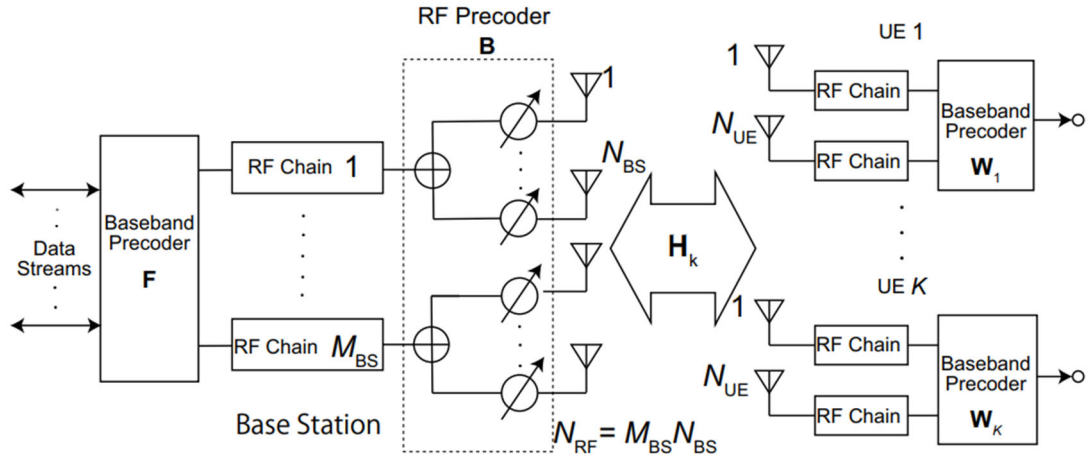 RF Precoder
B
1
N_BS
Data
Streams
Baseband
Precoder
F
RF Chain 1
RF Chain M_BS
Base Station
N_RF = M_BS N_BS
H_k
UE 1
1
RF Chain
N_UE
RF Chain
Baseband
Precoder
W_1
UE K
1
RF Chain
N_UE
RF Chain
Baseband
Precoder
W_K